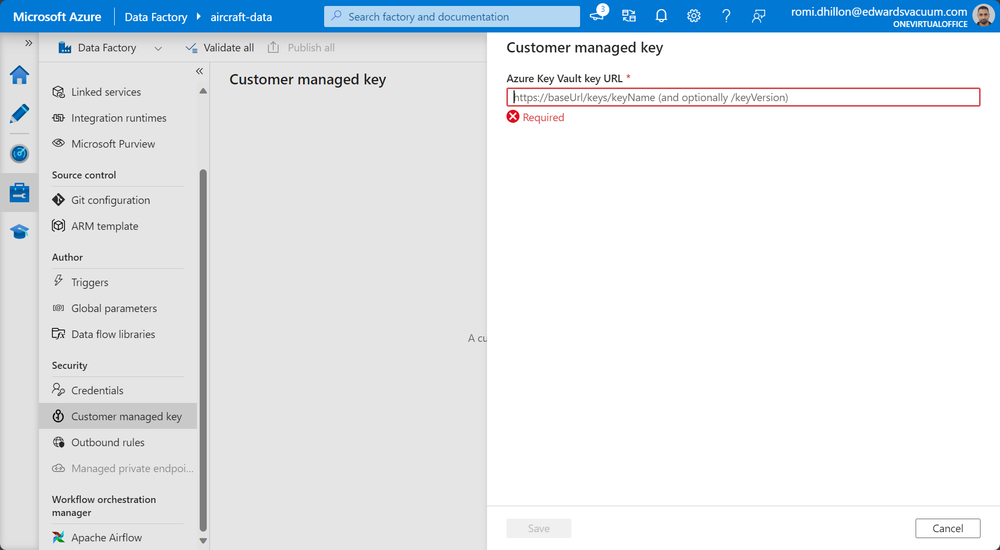 Microsoft Azure
Data Factory
aircraft-data
Search factory and documentation
3
romi.dhillon@edwardsvacuum.com
ONEVIRTUALOFFICE
Data Factory
Validate all
Publish all
Linked services
Integration runtimes
Microsoft Purview
Source control
Git configuration
ARM template
Author
Triggers
Global parameters
Data flow libraries
Security
Credentials
Customer managed key
Outbound rules
Managed private endpoi...
Workflow orchestration
manager
Apache Airflow
Customer managed key
A cu
Customer managed key
Azure Key Vault key URL *
https://baseUrl/keys/keyName (and optionally /keyVersion)
Required
Save
Cancel